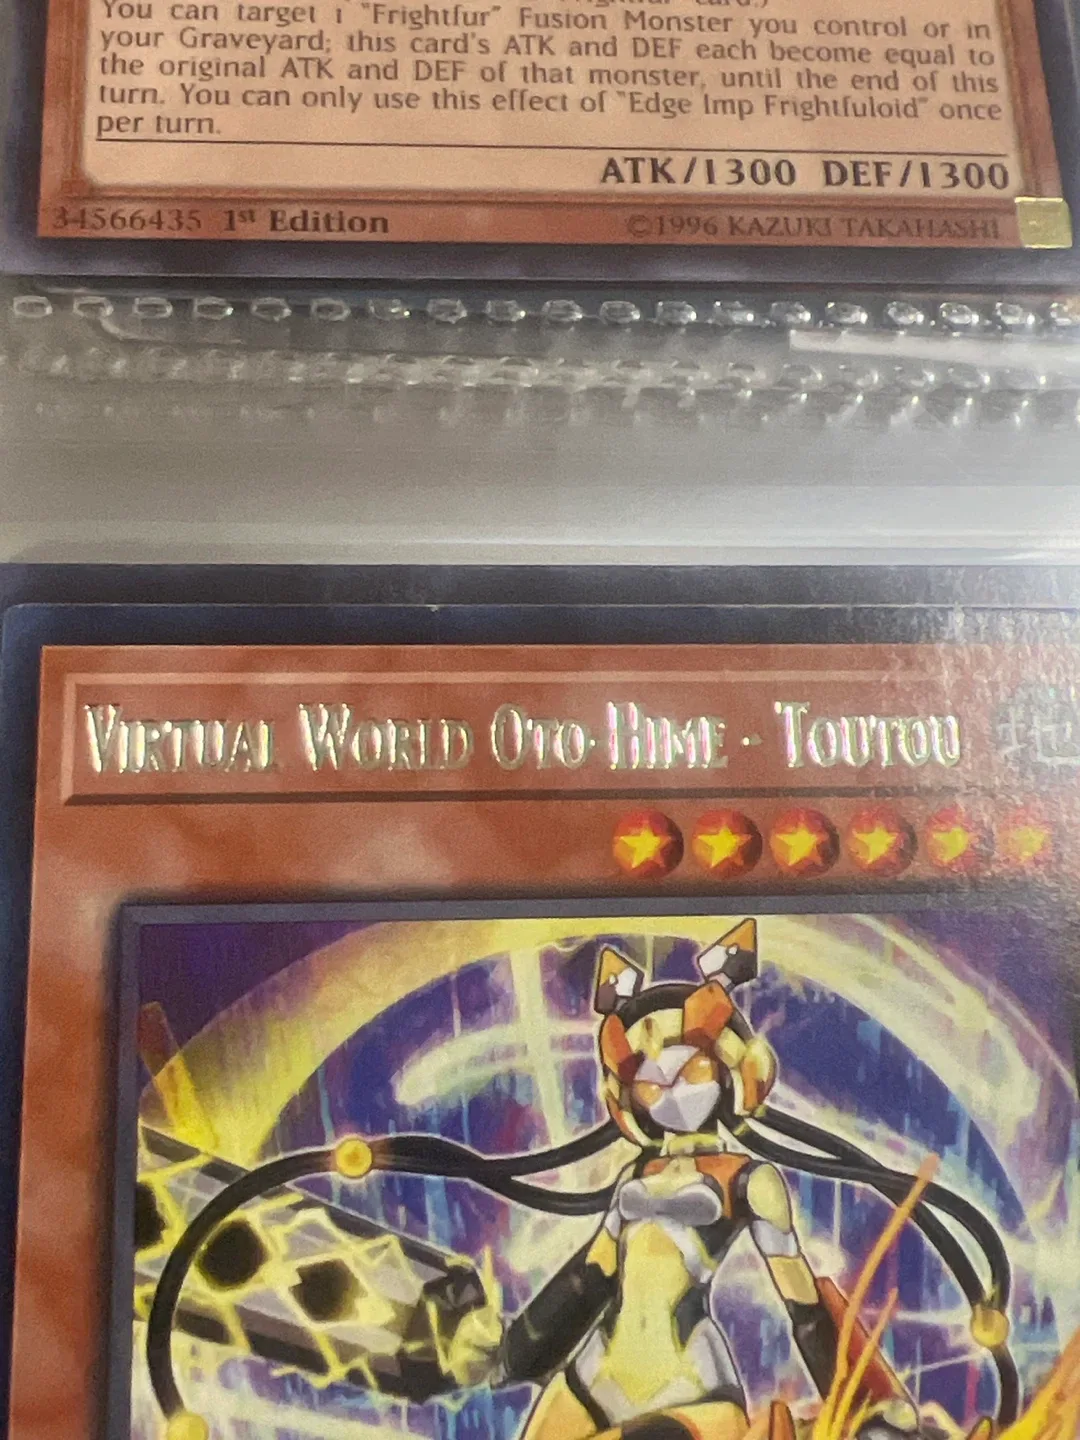 You can target 1 "Frightfur" Fusion Monster you control or in
your Graveyard; this card's ATK and DEF each become equal to
the original ATK and DEF of that monster, until the end of this
turn. You can only use this effect of "Edge Imp Frightfuloid" once
per turn.
ATK/1300 DEF/1300
34566435 1st Edition ©1996 KAZUKI TAKAHASHI
VIRTUAL WORLD OTO-HIME - TOUTOU 地